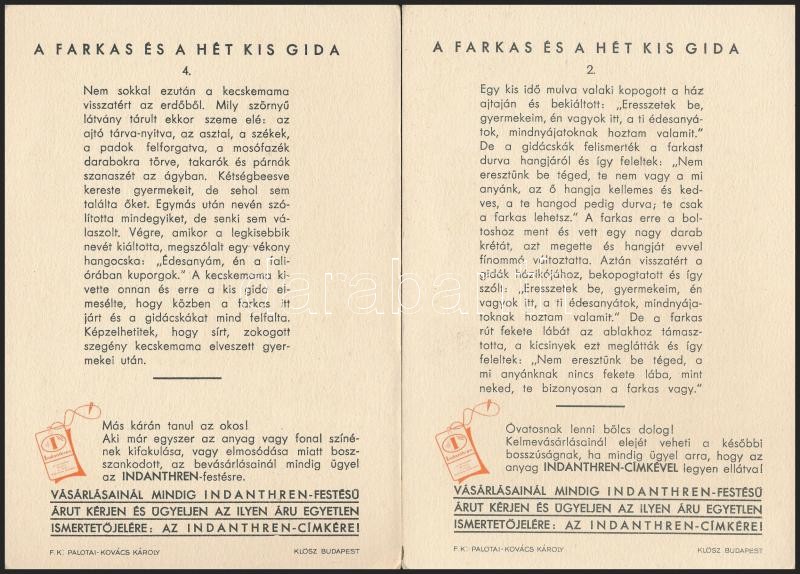 A FARKAS ÉS A HÉT KIS GIDA
4.
Nem sokkal ezután a kecskemama
visszatért az erdőből. Mily szörnyű
látvány tárult ekkor szeme elé: az
ajtó tárva-nyitva, az asztal, a székek,
a padok felforgatva, a mosófazék
darabokra törve, takarók és párnák
szanaszét az ágyban. Kétségbeesve
kereste gyermekeit, de sehol sem
találta őket. Egymás után nevén szó-
lította mindegyiket, de senki sem vá-
laszolt. Végre, amikor a legkisebbik
nevét kiáltotta, megszólalt egy vékony
hangocska: „Édesanyám, én a fali-
órában kuporgok.“ A kecskemama ki-
vette onnan és erre a kis gida el-
mesélte, hogy közben a farkas itt
járt és a gidácskákat mind felfalta.
Képzelhetitek, hogy sírt, zokogott
szegény kecskemama elveszett gyer-
mekei után.
Indanthren
Más kárán tanul az okos!
Aki már egyszer az anyag vagy fonal színé-
nek kifakulása, vagy elmosódása miatt bosz-
szankodott, az bevásárlásainál mindig ügyel
az INDANTHREN-festésre.
VÁSÁRLÁSAINÁL MINDIG INDANTHREN-FESTÉSŰ
ÁRUT KÉRJEN ÉS ÜGYELJEN AZ ILYEN ÁRU EGYETLEN
ISMERTETŐJELÉRE: AZ INDANTHREN-CÍMKÉRE!
F. K.: PALOTAI-KOVÁCS KÁROLY
KLÖSZ BUDAPEST
A FARKAS ÉS A HÉT KIS GIDA
2.
Egy kis idő mulva valaki kopogott a ház
ajtaján és bekiáltott: „Eresszetek be,
gyermekeim, én vagyok itt, a ti édesanyá-
tok, mindnyájatoknak hoztam valamit.“
De a gidácskák felismerték a farkast
durva hangjáról és így feleltek: „Nem
eresztünk be téged, te nem vagy a mi
anyánk, az ő hangja kellemes és ked-
ves, a te hangod pedig durva; te csak
a farkas lehetsz.“ A farkas erre a bol-
toshoz ment és vett egy nagy darab
krétát, azt megette és hangját evvel
finommé változtatta. Aztán visszatért a
gidák házikójához, bekopogtatott és így
szólt: „Eresszetek be, gyermekeim, én
vagyok itt, a ti édesanyátok, mindnyája-
toknak hoztam valamit.“ De a farkas
rút fekete lábát az ablakhoz támasz-
totta, a kicsinyek ezt meglátták és így
feleltek: „Nem eresztünk be téged, a
mi anyánknak nincs fekete lába, mint
neked, te bizonyosan a farkas vagy.“
Indanthren
Óvatosnak lenni bölcs dolog!
Kelmevásárlásainál elejét veheti a későbbi
bosszúságnak, ha mindig ügyel arra, hogy az
anyag INDANTHREN-CÍMKÉVEL legyen ellátva!
VÁSÁRLÁSAINÁL MINDIG INDANTHREN-FESTÉSŰ
ÁRUT KÉRJEN ÉS ÜGYELJEN AZ ILYEN ÁRU EGYETLEN
ISMERTETŐJELÉRE: AZ INDANTHREN-CÍMKÉRE!
F. K.: PALOTAI-KOVÁCS KÁROLY
KLÖSZ BUDAPEST